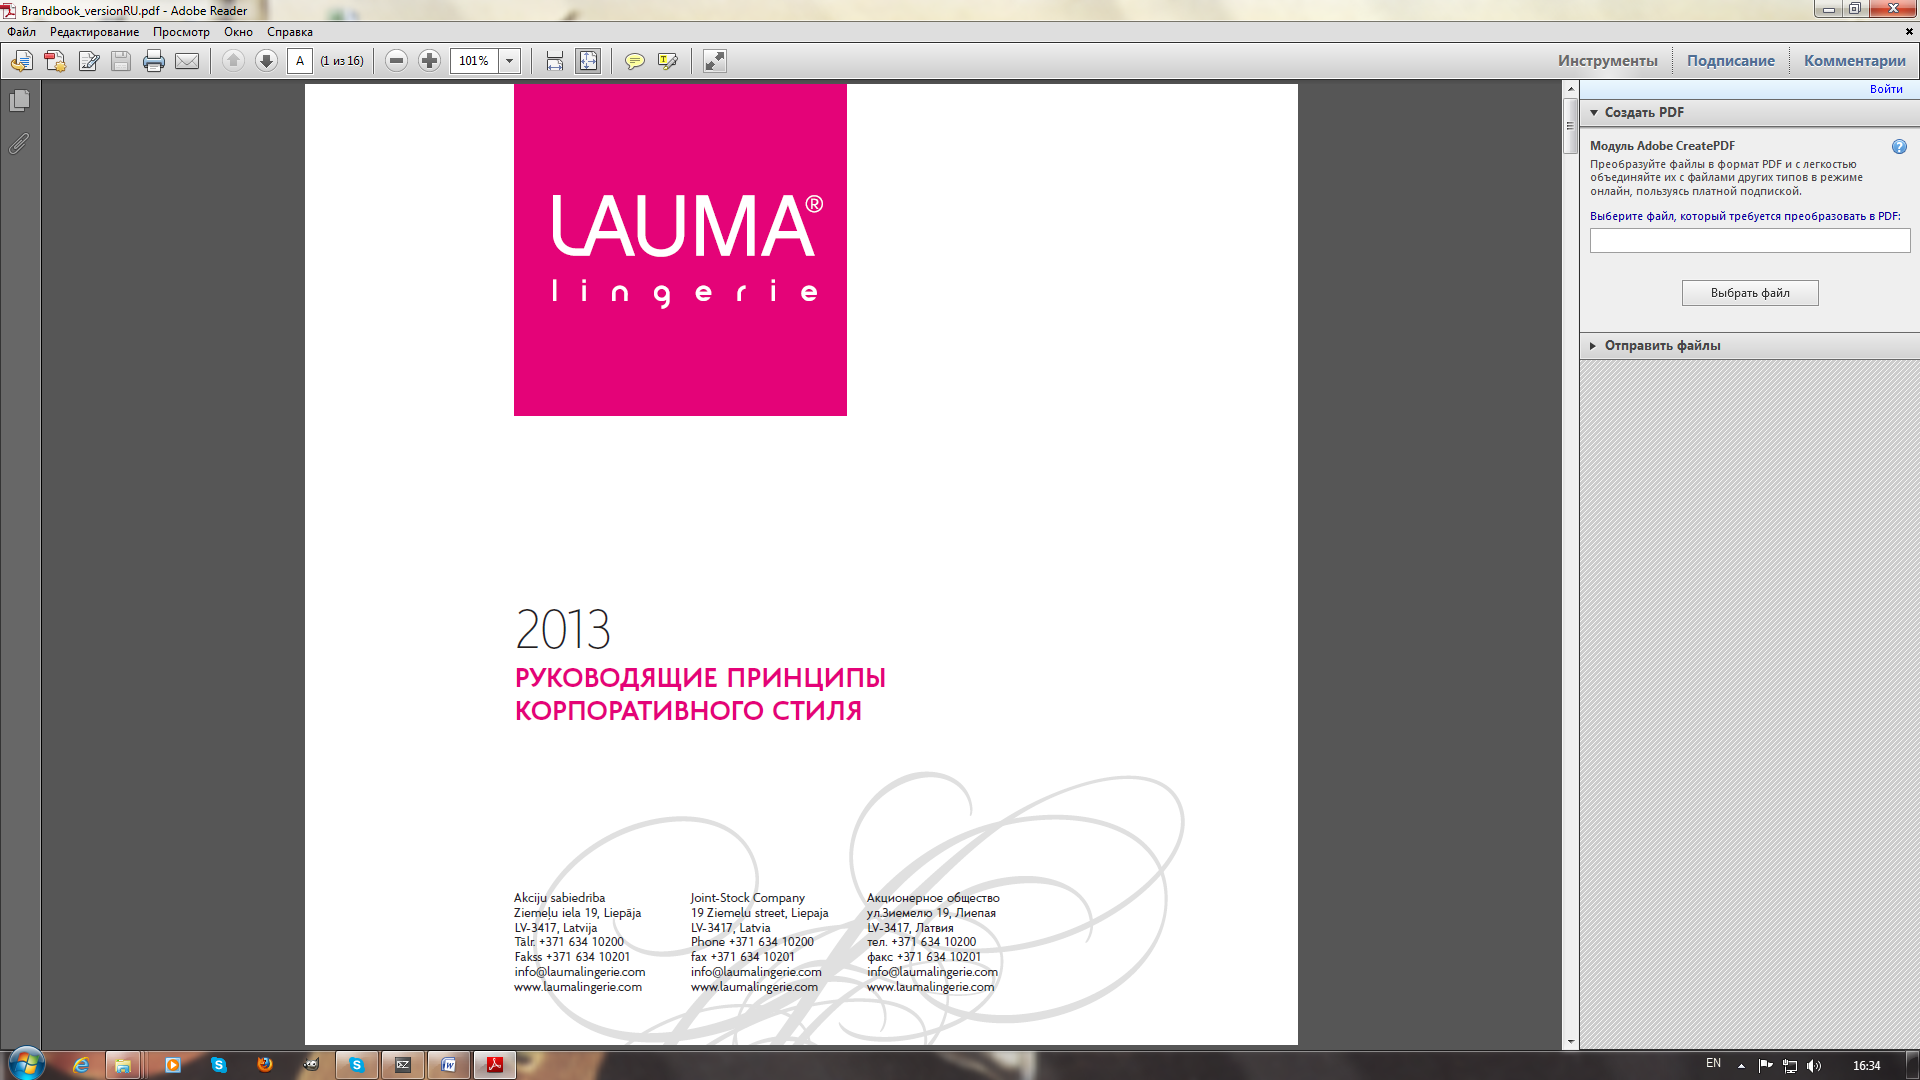 Brandbook_versionRU.pdf - Adobe Reader
Файл Редактирование Просмотр Окно Справка
A (1 из 16) 101% Инструменты Подписание Комментарии
Войти
Создать PDF
Модуль Adobe CreatePDF
Преобразуйте файлы в формат PDF и с легкостью
объединяйте их с файлами других типов в режиме
онлайн, пользуясь платной подпиской.
Выберите файл, который требуется преобразовать в PDF:
Выбрать файл
Отправить файлы
LAUMA®
lingerie
2013
РУКОВОДЯЩИЕ ПРИНЦИПЫ
КОРПОРАТИВНОГО СТИЛЯ
Akciju sabiedrība
Ziemeļu iela 19, Liepāja
LV-3417, Latvija
Tālr. +371 634 10200
Fakss +371 634 10201
info@laumalingerie.com
www.laumalingerie.com
Joint-Stock Company
19 Ziemelu street, Liepaja
LV-3417, Latvia
Phone +371 634 10200
fax +371 634 10201
info@laumalingerie.com
www.laumalingerie.com
Акционерное общество
ул.Зиемелю 19, Лиепая
LV-3417, Латвия
тел. +371 634 10200
факс +371 634 10201
info@laumalingerie.com
www.laumalingerie.com
EN 16:34